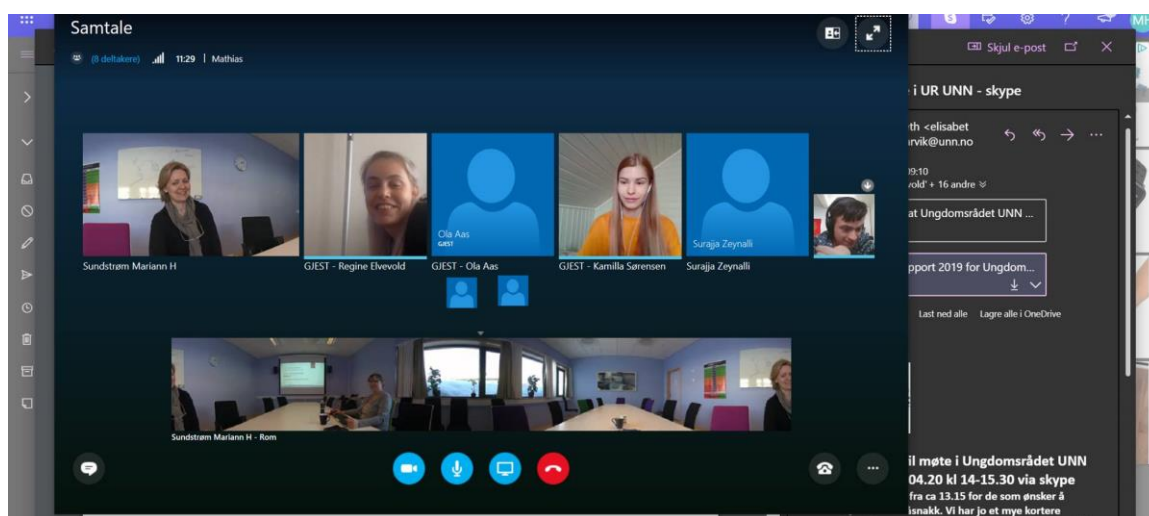 Samtale
(8 deltakere) 11:29 | Mathias
Sundstrøm Mariann H
GJEST - Regine Elvevold
Ola Aas
GJEST
GJEST - Ola Aas
GJEST - Kamilla Sørensen
Surajja Zeynalli
Surajja Zeynalli
Sundstrøm Mariann H - Rom
MH
Skjul e-post
i UR UNN - skype
th <elisabet
rvik@unn.no
09:10
vold' + 16 andre
at Ungdomsrådet UNN ...
pport 2019 for Ungdom...
Last ned alle Lagre alle i OneDrive
il møte i Ungdomsrådet UNN
04.20 kl 14-15.30 via skype
fra ca 13.15 for de som ønsker å
isnakk. Vi har jo et mye kortere